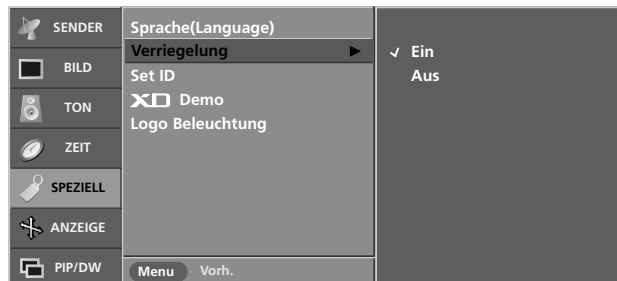 SENDER
BILD
TON
ZEIT
SPEZIELL
ANZEIGE
PIP/DW
Sprache(Language)
Verriegelung
Set ID
XD Demo
Logo Beleuchtung
Menu Vorh.
✓ Ein
Aus